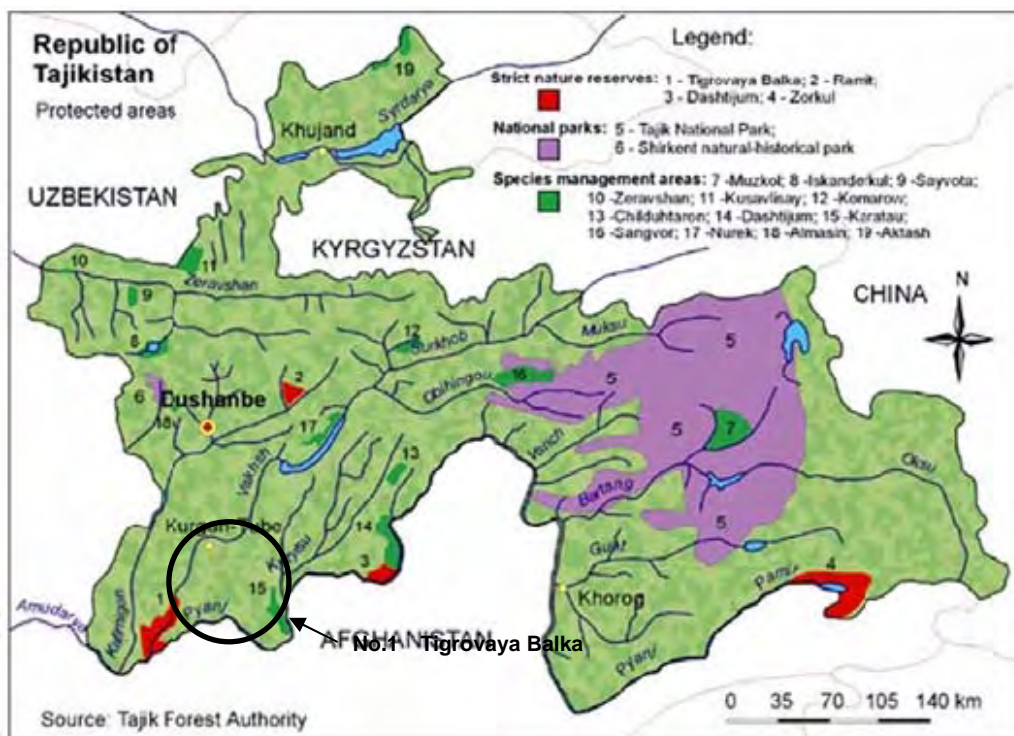 Republic of
Tajikistan
Protected areas
Legend:
Strict nature reserves: 1 - Tigrovaya Balka; 2 - Ramit;
3 - Dashtijum; 4 - Zorkul
National parks: 5 - Tajik National Park;
6 - Shirkent natural-historical park
Species management areas: 7 -Muzkol; 8 -Iskanderkul; 9 -Sayvota;
10 -Zeravshan; 11 -Kusavlisay; 12 -Komarow;
13 -Childuhtaron; 14 -Dashtijum; 15 -Karatau;
16 -Sangvor; 17 -Nurek; 18 -Almasin; 19 -Aktash
19
Syrdarya
Khujand
UZBEKISTAN
KYRGYZSTAN
CHINA
N
10
11
Zeravshan
9
8
12
Surkhob
Muksu
5
6
2
Dushanbe
18
Obihingou
16
5
17
5
7
Vanch
Vakhsh
13
Bartang
Oksu
Kurgan-Tube
14
5
Gunt
3
15
Pamir
4
Khorog
1
Pyanj
Amudarya
Kafirnigan
AFGHANISTAN
No.1 Tigrovaya Balka
Pyanj
0 35 70 105 140 km
Source: Tajik Forest Authority